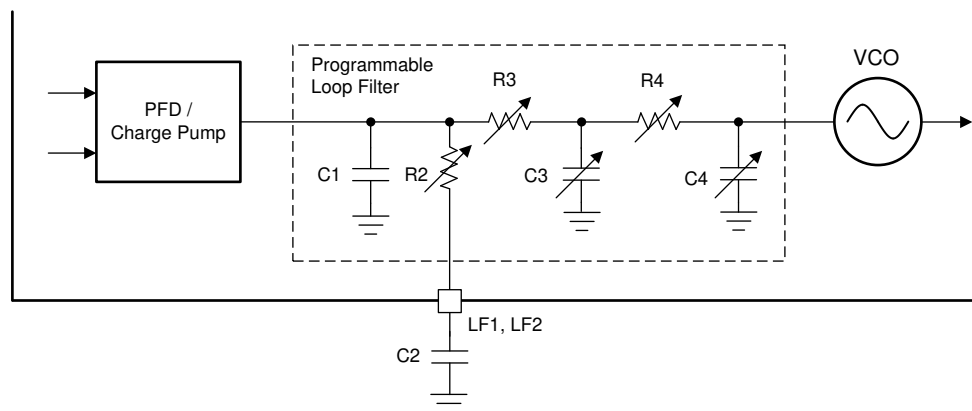 Programmable
Loop Filter
VCO
PFD /
Charge Pump
R3
R4
C1
R2
C3
C4
LF1, LF2
C2